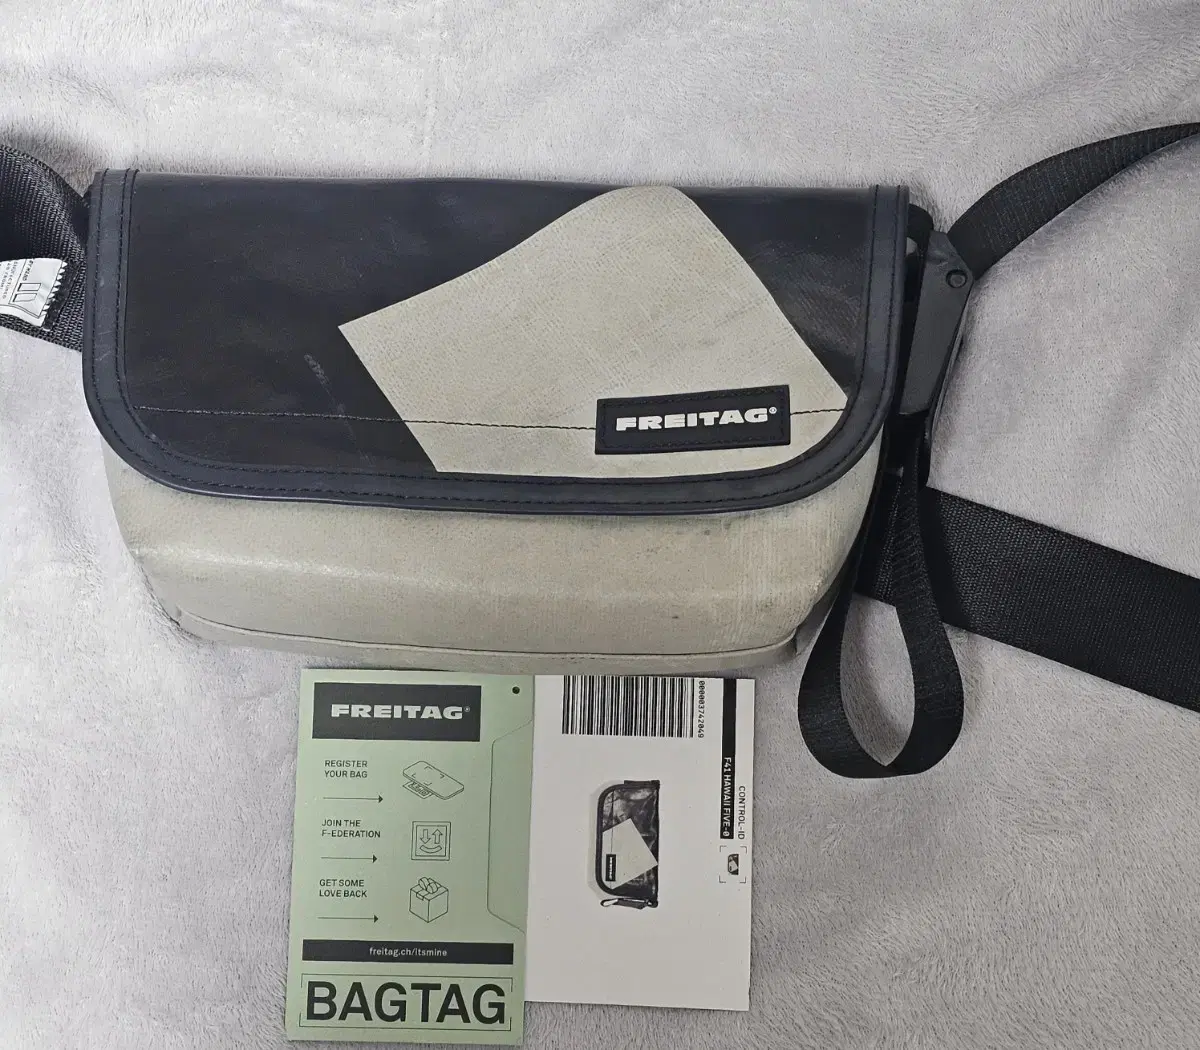 FREITAG®
FREITAG®
REGISTER
YOUR BAG
JOIN THE
F-EDERATION
GET SOME
LOVE BACK
freitag.ch/itsmine
BAGTAG
000003742049
CONTROL-ID
F41 HAWAII FIVE-0